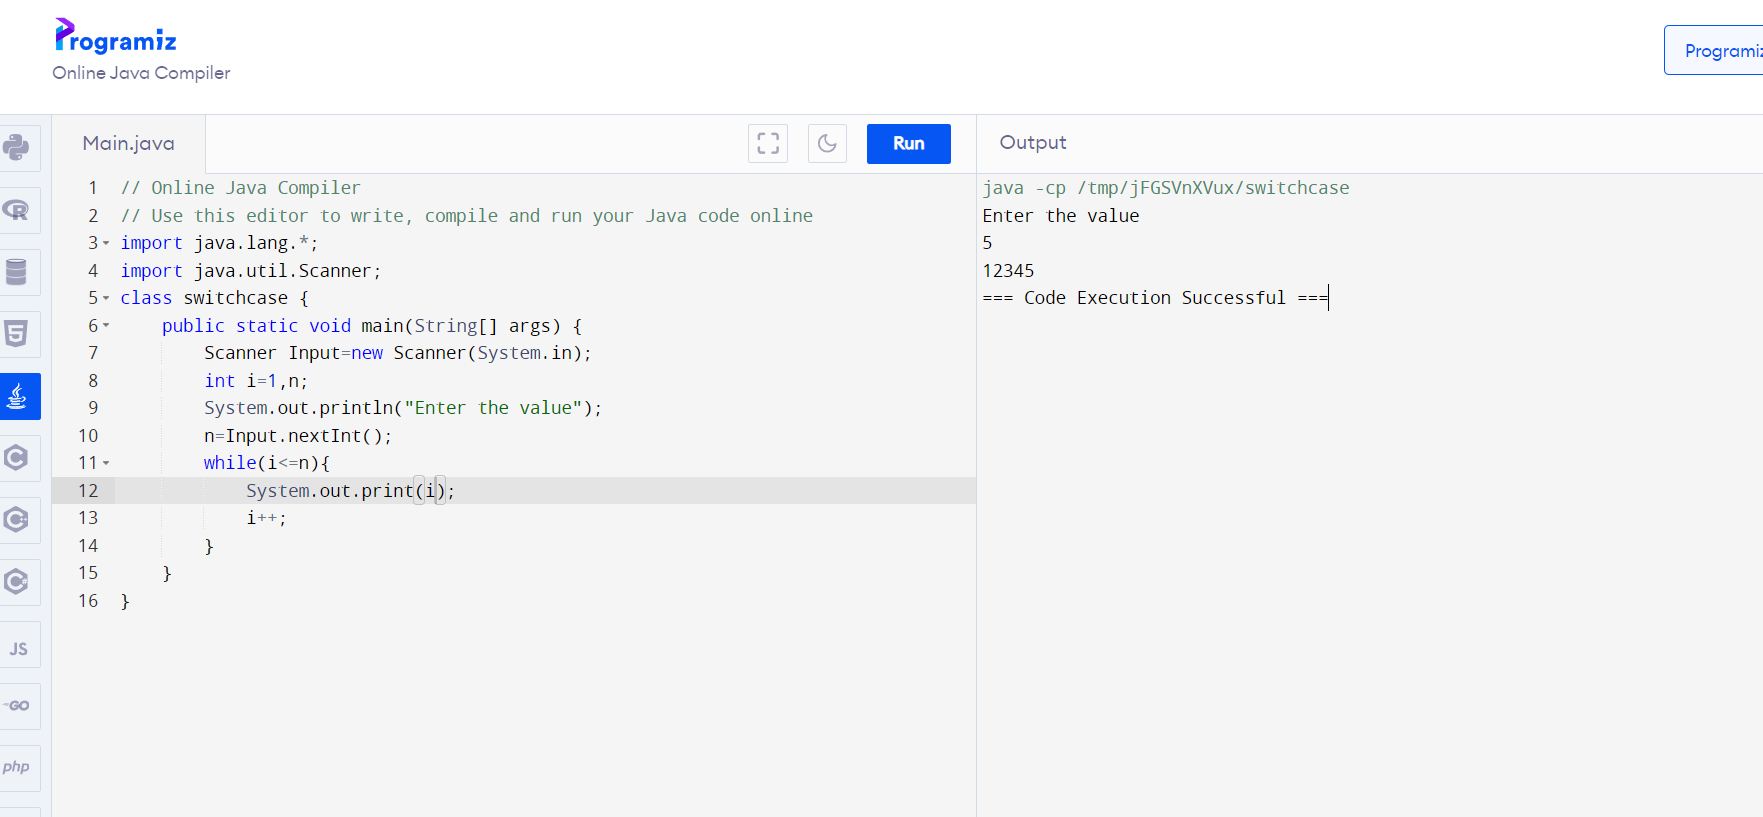 Programiz
Online Java Compiler
Programiz
Main.java
Run
Output
1 // Online Java Compiler
2 // Use this editor to write, compile and run your Java code online
3 import java.lang.*;
4 import java.util.Scanner;
5 class switchcase {
6     public static void main(String[] args) {
7         Scanner Input=new Scanner(System.in);
8         int i=1,n;
9         System.out.println("Enter the value");
10         n=Input.nextInt();
11         while(i<=n){
12             System.out.print(i);
13             i++;
14         }
15     }
16 }
java -cp /tmp/jFGSVnXVux/switchcase
Enter the value
5
12345
=== Code Execution Successful ===
R
5
C
C
C
JS
GO
php